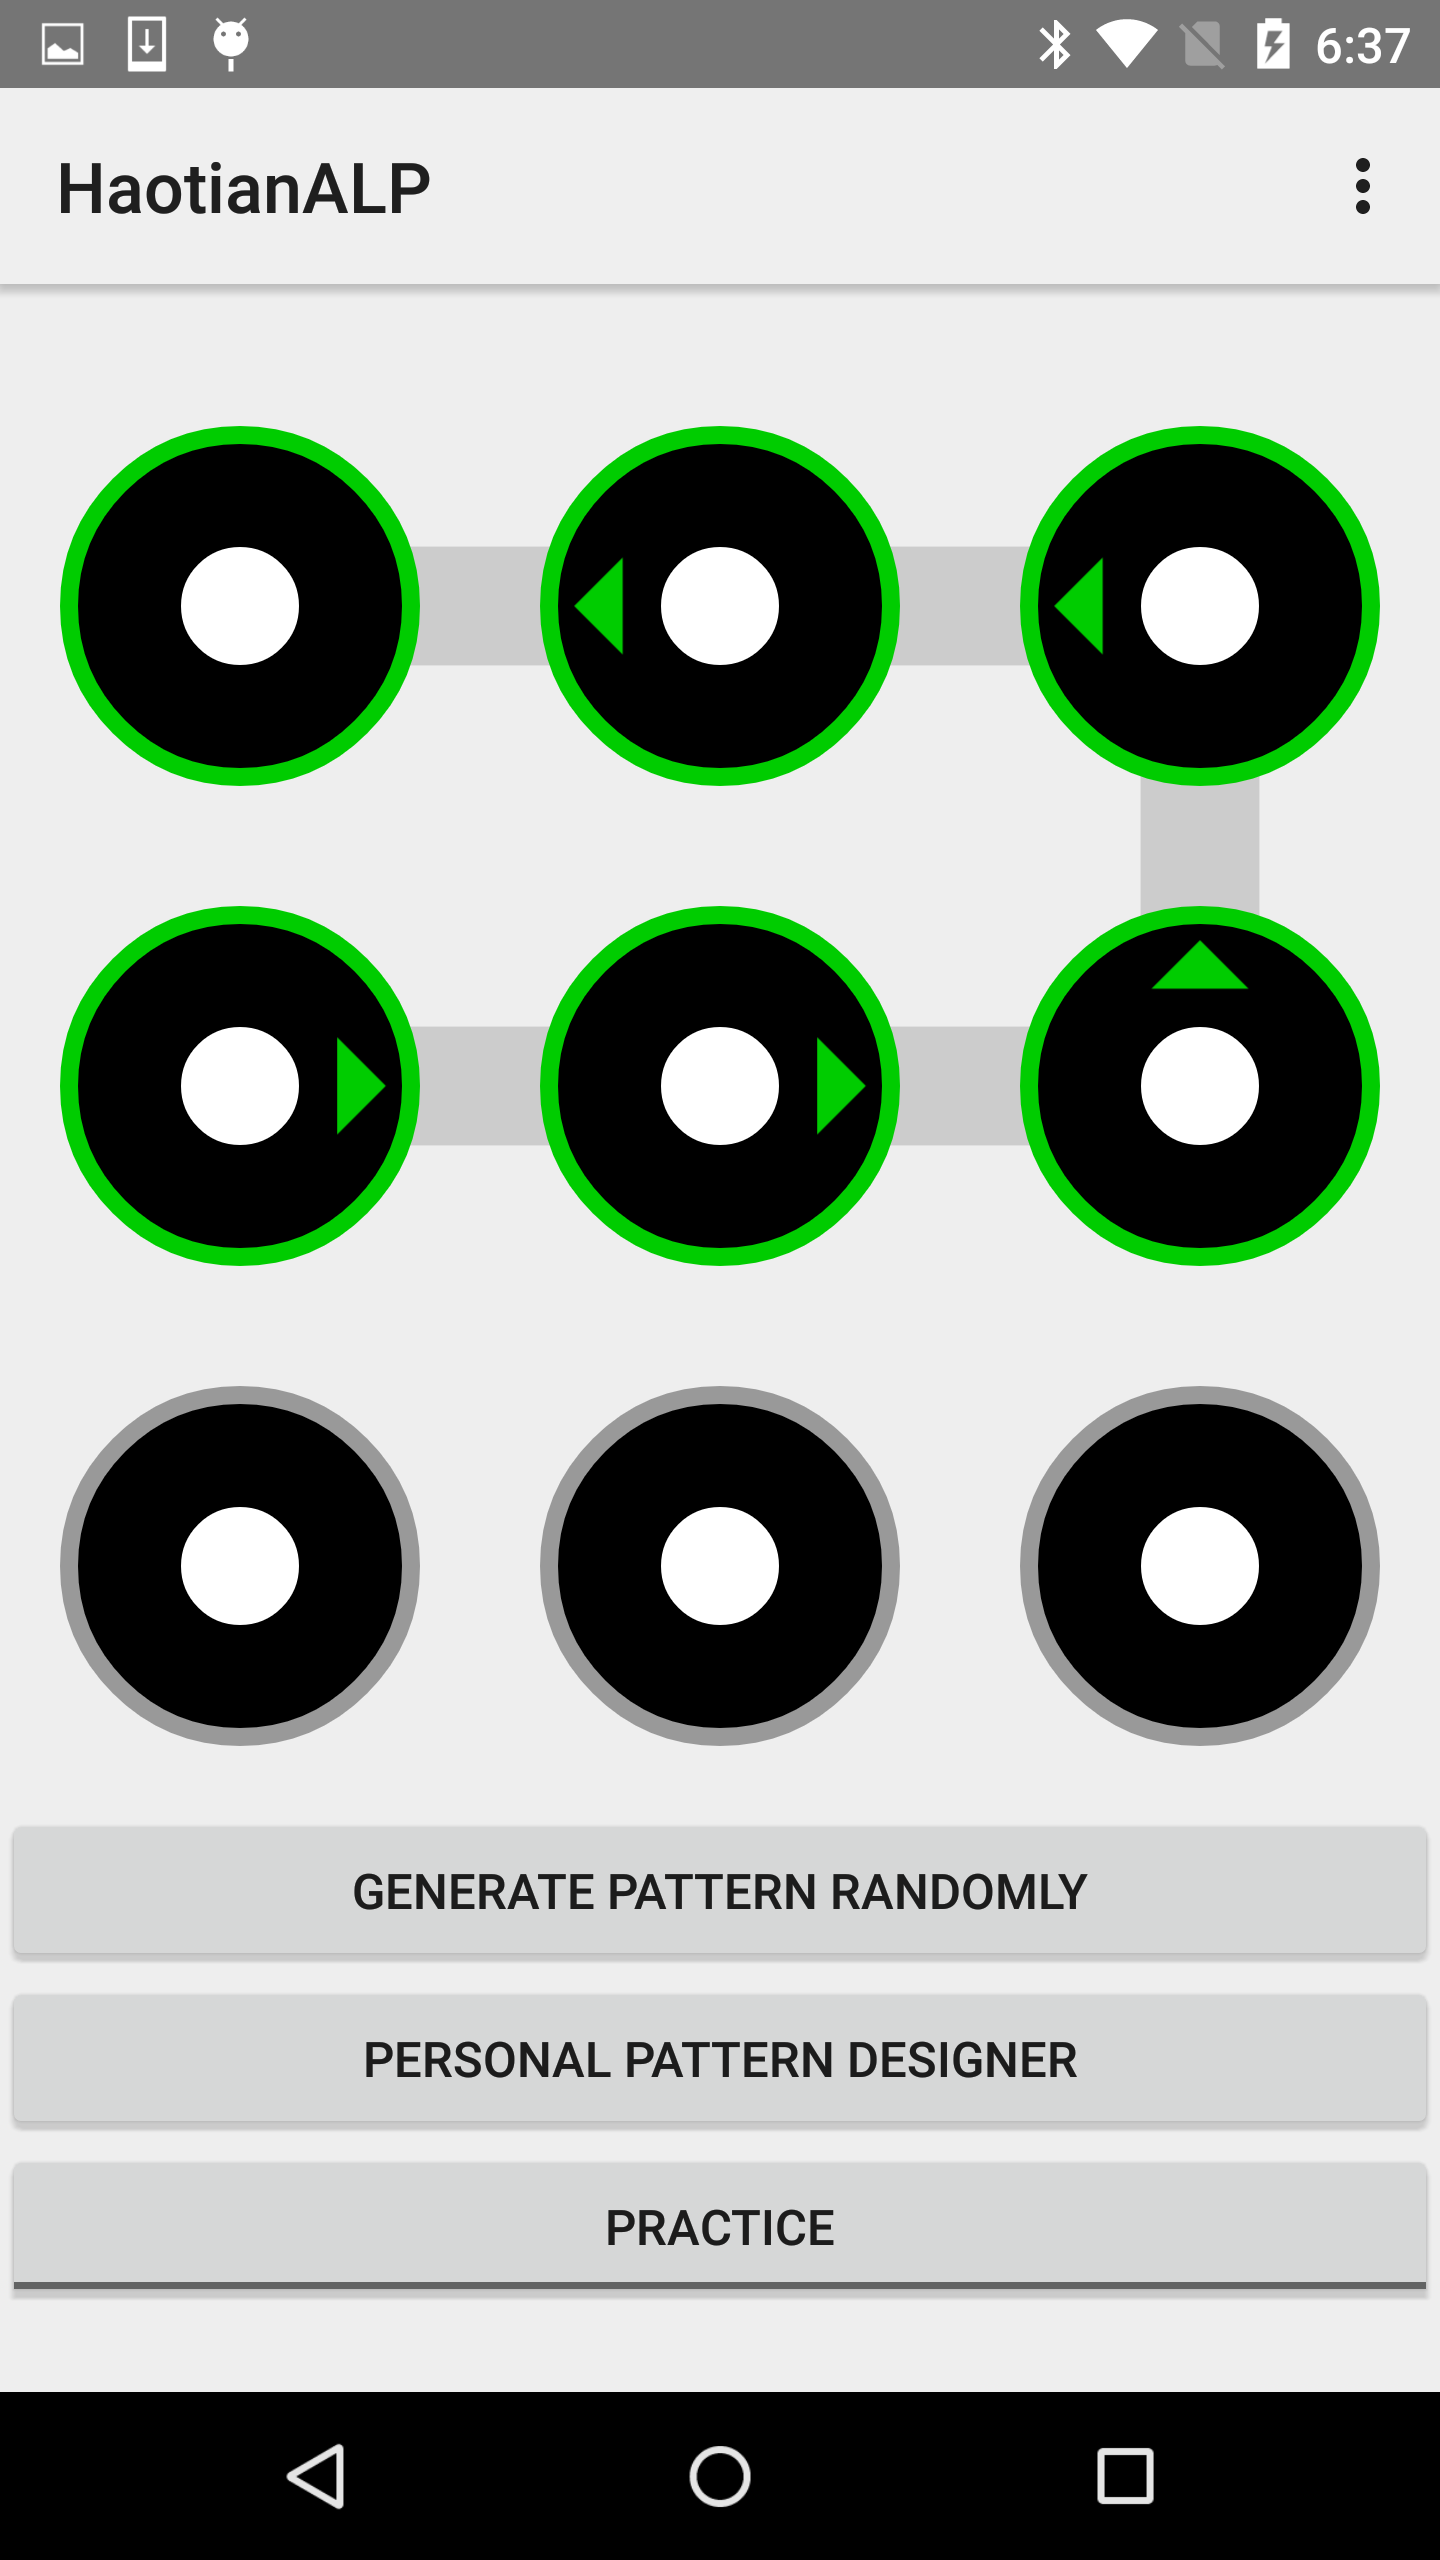 6:37
HaotianALP
GENERATE PATTERN RANDOMLY
PERSONAL PATTERN DESIGNER
PRACTICE